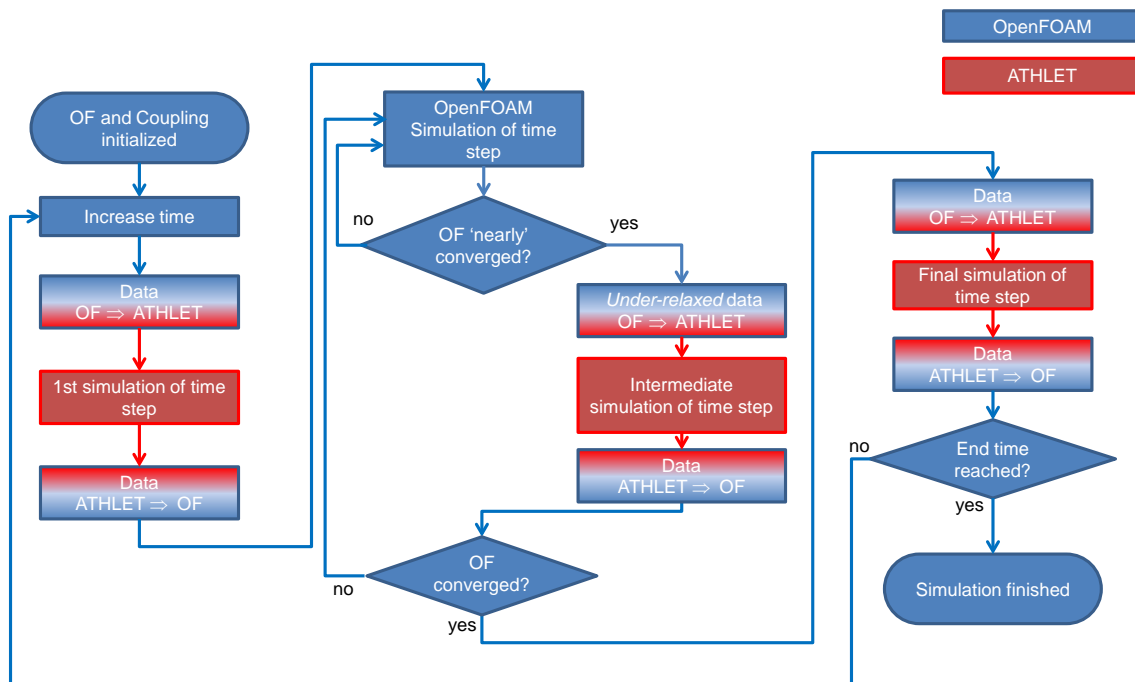 OpenFOAM
ATHLET
OF and Coupling
initialized
Increase time
Data
OF ⇒ ATHLET
1st simulation of time
step
Data
ATHLET ⇒ OF
OpenFOAM
Simulation of time
step
no
OF 'nearly'
converged?
yes
Under-relaxed data
OF ⇒ ATHLET
Intermediate
simulation of time step
Data
ATHLET ⇒ OF
OF
converged?
no
yes
Data
OF ⇒ ATHLET
Final simulation of
time step
Data
ATHLET ⇒ OF
no
End time
reached?
yes
Simulation finished